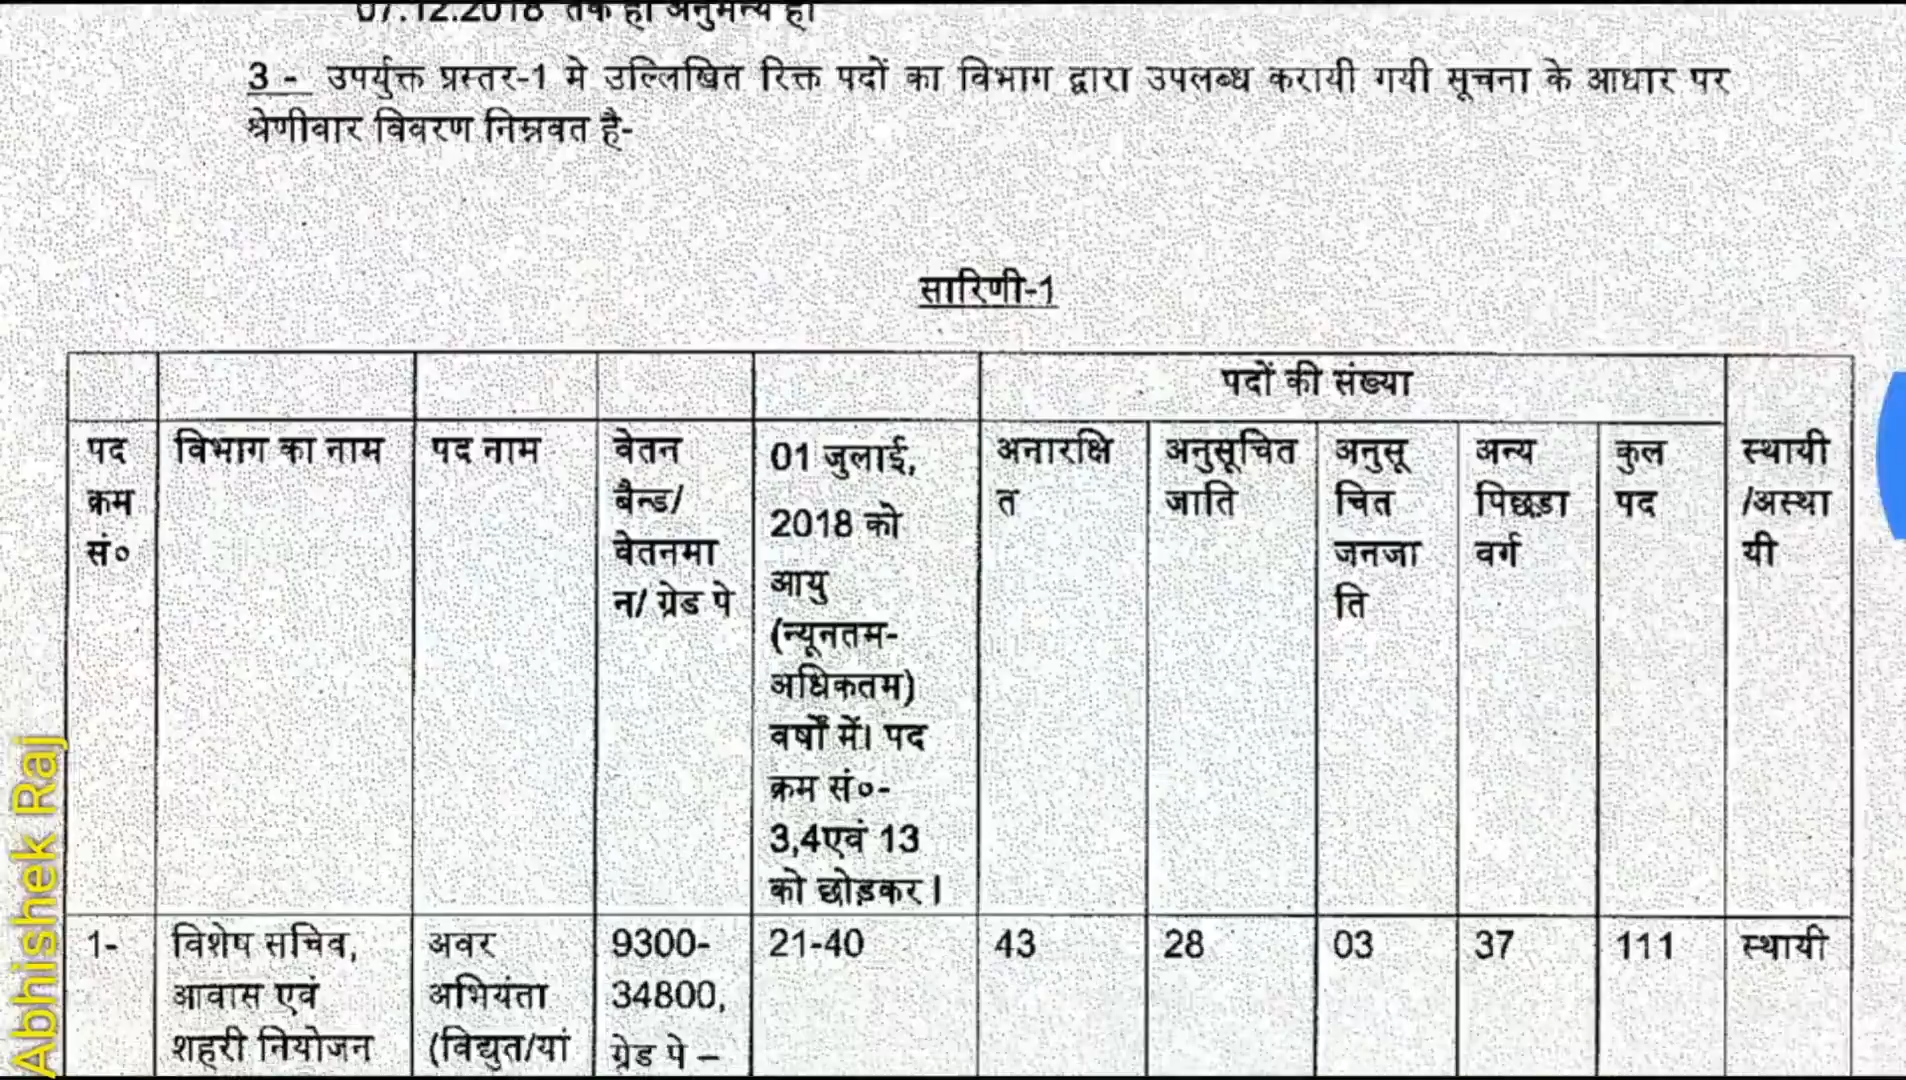 07.12.2018 तक ही अनुमन्य है।
3 - उपर्युक्त प्रस्तर-1 मे उल्लिखित रिक्त पदों का विभाग द्वारा उपलब्ध करायी गयी सूचना के आधार पर
श्रेणीवार विवरण निम्नवत है-
सारिणी-1
पदों की संख्या
पद
क्रम
सं०
विभाग का नाम
पद नाम
वेतन
बैन्ड/
वेतनमा
न/ ग्रेड पे
01 जुलाई,
2018 को
आयु
(न्यूनतम-
अधिकतम)
वर्षों में। पद
क्रम सं०-
3,4एवं 13
को छोड़कर।
अनारक्षि
त
अनुसूचित
जाति
अनुसू
चित
जनजा
ति
अन्य
पिछड़ा
वर्ग
कुल
पद
स्थायी
/अस्था
यी
1-
विशेष सचिव,
आवास एवं
शहरी नियोजन
अवर
अभियंता
(विद्युत/यां
9300-
34800,
ग्रेड पे –
21-40
43
28
03
37
111
स्थायी
Abhishek Raj